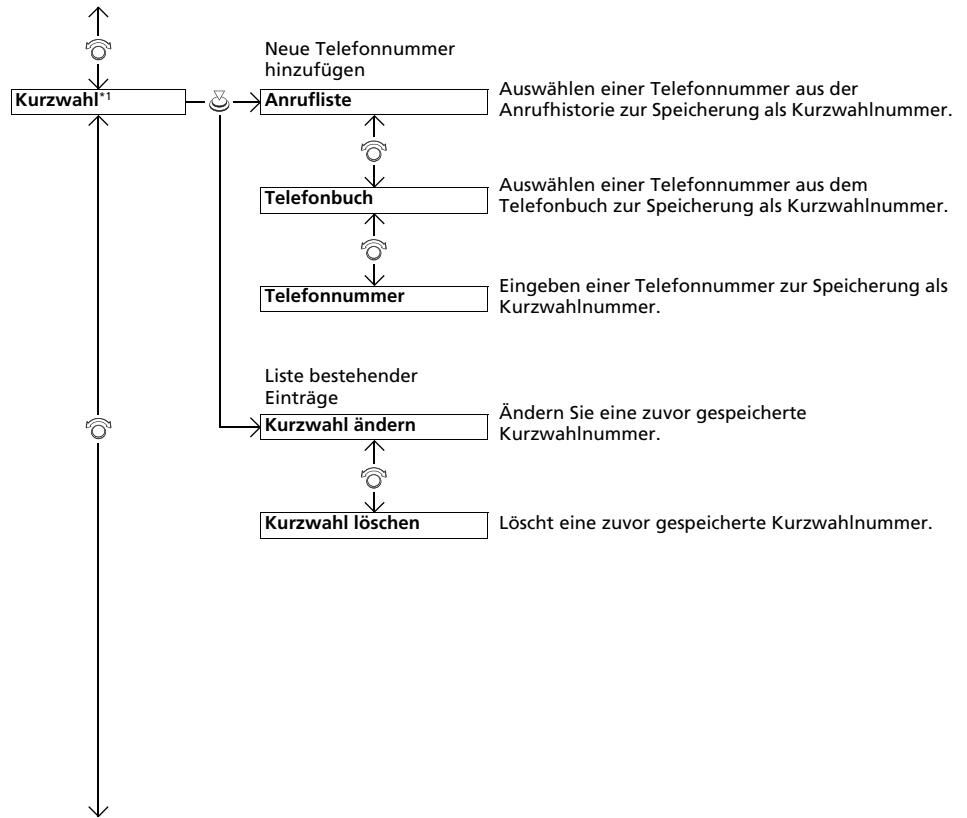 Neue Telefonnummer
hinzufügen
Kurzwahl*1
Anrufliste
Auswählen einer Telefonnummer aus der
Anrufhistorie zur Speicherung als Kurzwahlnummer.
Telefonbuch
Auswählen einer Telefonnummer aus dem
Telefonbuch zur Speicherung als Kurzwahlnummer.
Telefonnummer
Eingeben einer Telefonnummer zur Speicherung als
Kurzwahlnummer.
Liste bestehender
Einträge
Kurzwahl ändern
Ändern Sie eine zuvor gespeicherte
Kurzwahlnummer.
Kurzwahl löschen
Löscht eine zuvor gespeicherte Kurzwahlnummer.